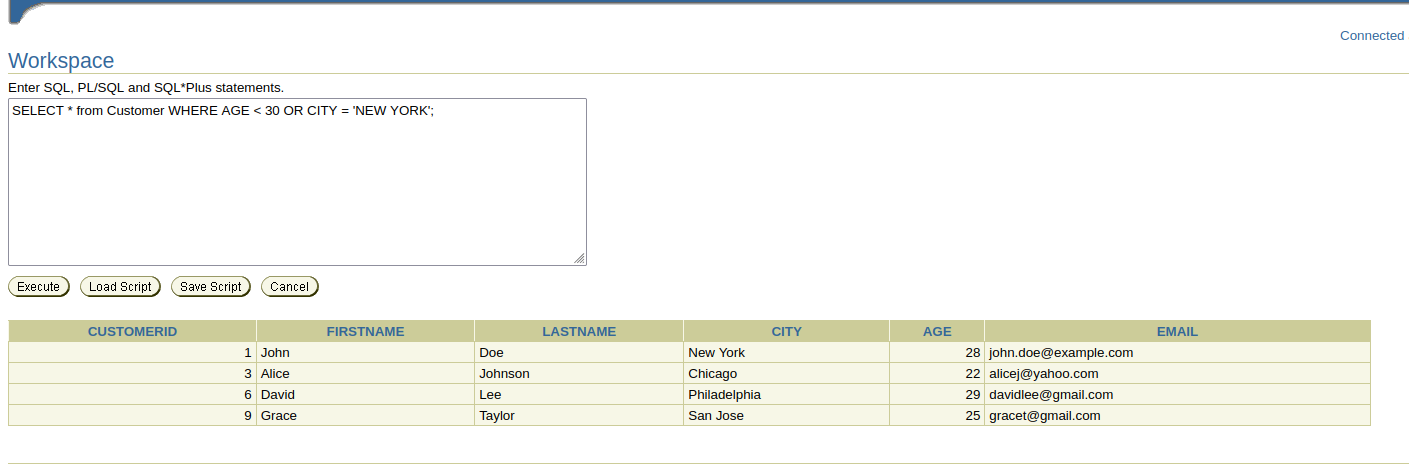 Connected
Workspace
Enter SQL, PL/SQL and SQL*Plus statements.
SELECT * from Customer WHERE AGE < 30 OR CITY = 'NEW YORK';
Execute Load Script Save Script Cancel
CUSTOMERID FIRSTNAME LASTNAME CITY AGE EMAIL
1 John Doe New York 28 john.doe@example.com
3 Alice Johnson Chicago 22 alicej@yahoo.com
6 David Lee Philadelphia 29 davidlee@gmail.com
9 Grace Taylor San Jose 25 gracet@gmail.com